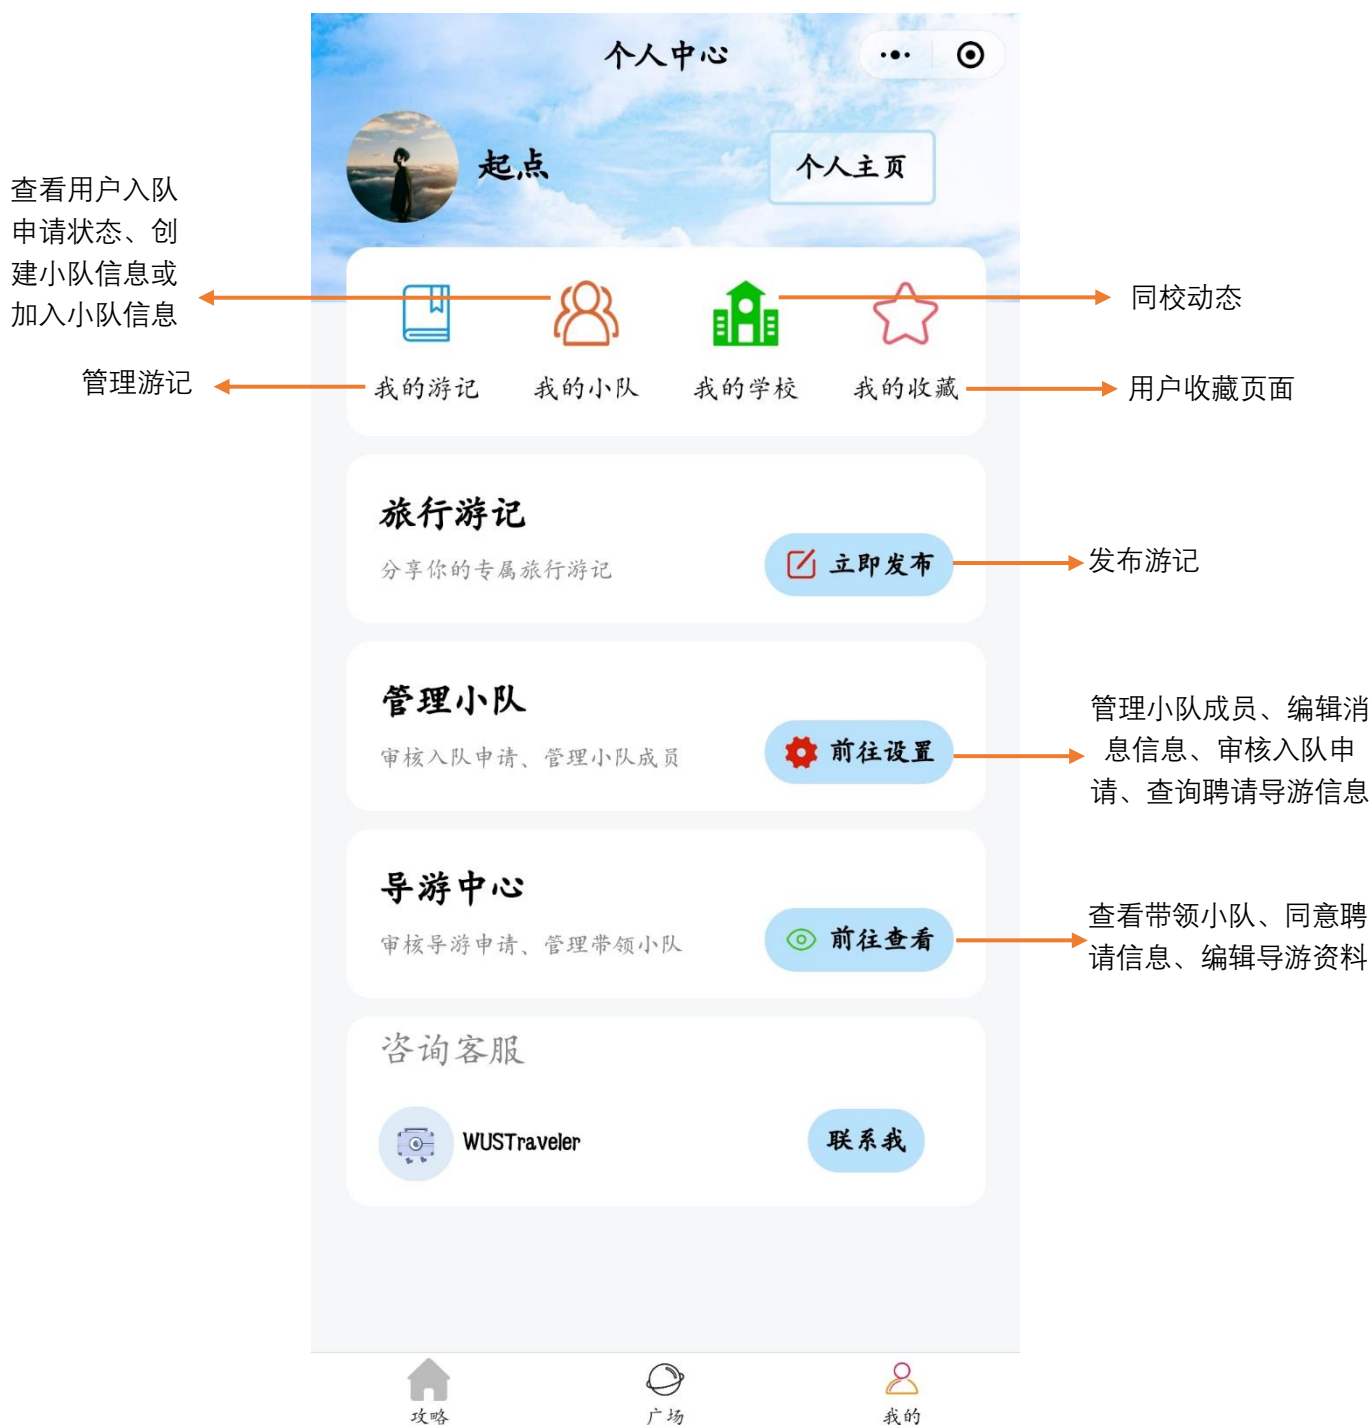 个人中心
起点
个人主页
查看用户入队
申请状态、创
建小队信息或
加入小队信息
同校动态
管理游记
我的游记
我的小队
我的学校
我的收藏
用户收藏页面
旅行游记
分享你的专属旅行游记
立即发布
发布游记
管理小队
审核入队申请、管理小队成员
前往设置
管理小队成员、编辑消
息信息、审核入队申
请、查询聘请导游信息
导游中心
审核导游申请、管理带领小队
前往查看
查看带领小队、同意聘
请信息、编辑导游资料
咨询客服
WUSTraveler
联系我
攻略
广场
我的